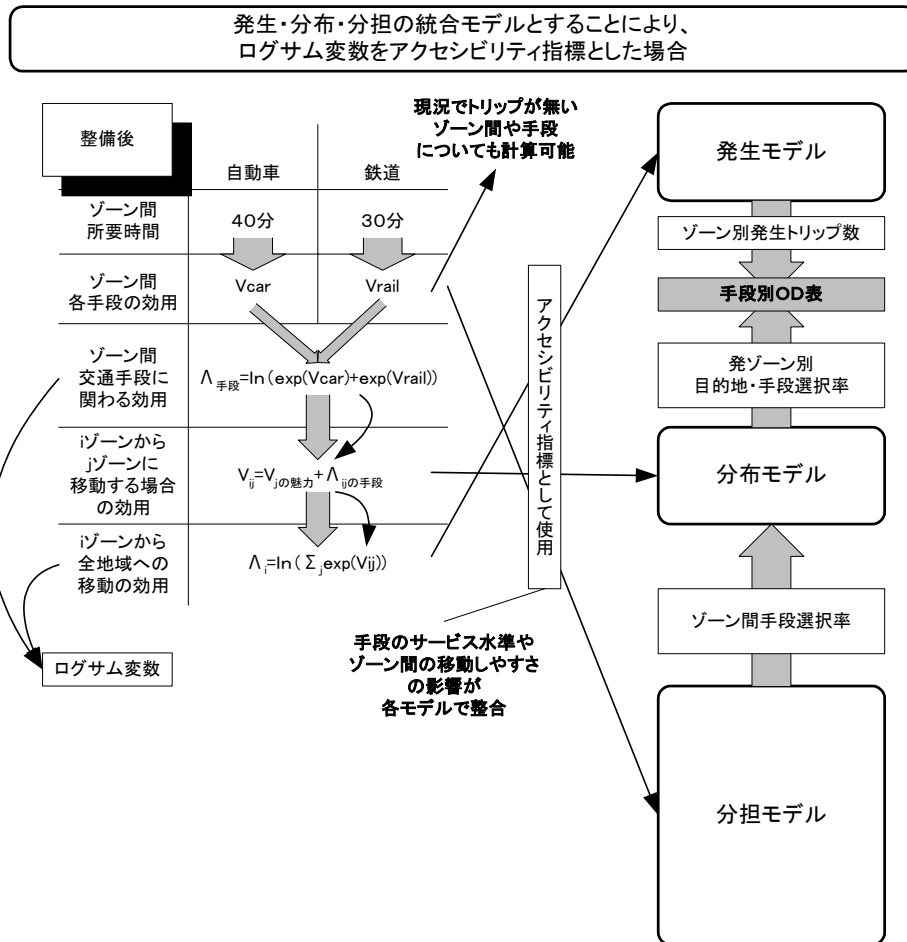 発生・分布・分担の統合モデルとすることにより、
ログサム変数をアクセシビリティ指標とした場合
整備後
自動車
鉄道
ゾーン間
所要時間
40分
30分
ゾーン間
各手段の効用
Vcar
Vrail
ゾーン間
交通手段に
関わる効用
Λ手段=ln(exp(Vcar)+exp(Vrail))
iゾーンから
jゾーンに
移動する場合
の効用
Vij=Vjの魅力+Λijの手段
iゾーンから
全地域への
移動の効用
Λi=ln(Σjexp(Vij))
ログサム変数
現況でトリップが無い
ゾーン間や手段
についても計算可能
アクセシビリティ指標として使用
手段のサービス水準や
ゾーン間の移動しやすさ
の影響が
各モデルで整合
発生モデル
ゾーン別発生トリップ数
手段別OD表
発ゾーン別
目的地・手段選択率
分布モデル
ゾーン間手段選択率
分担モデル